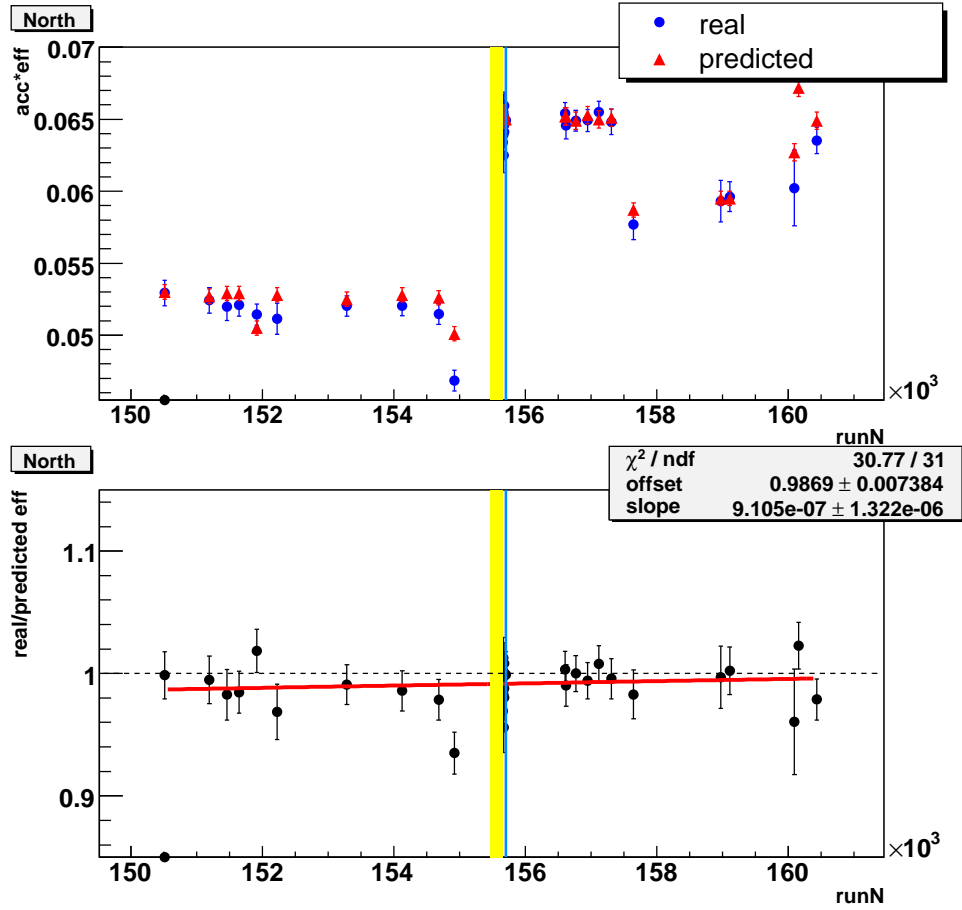 North
real
predicted
acc*eff
0.07
0.065
0.06
0.055
0.05
150 152 154 156 158 160
×10³
runN
North
χ² / ndf 30.77 / 31
offset 0.9869 ± 0.007384
slope 9.105e-07 ± 1.322e-06
real/predicted eff
1.1
1
0.9
150 152 154 156 158 160
×10³
runN